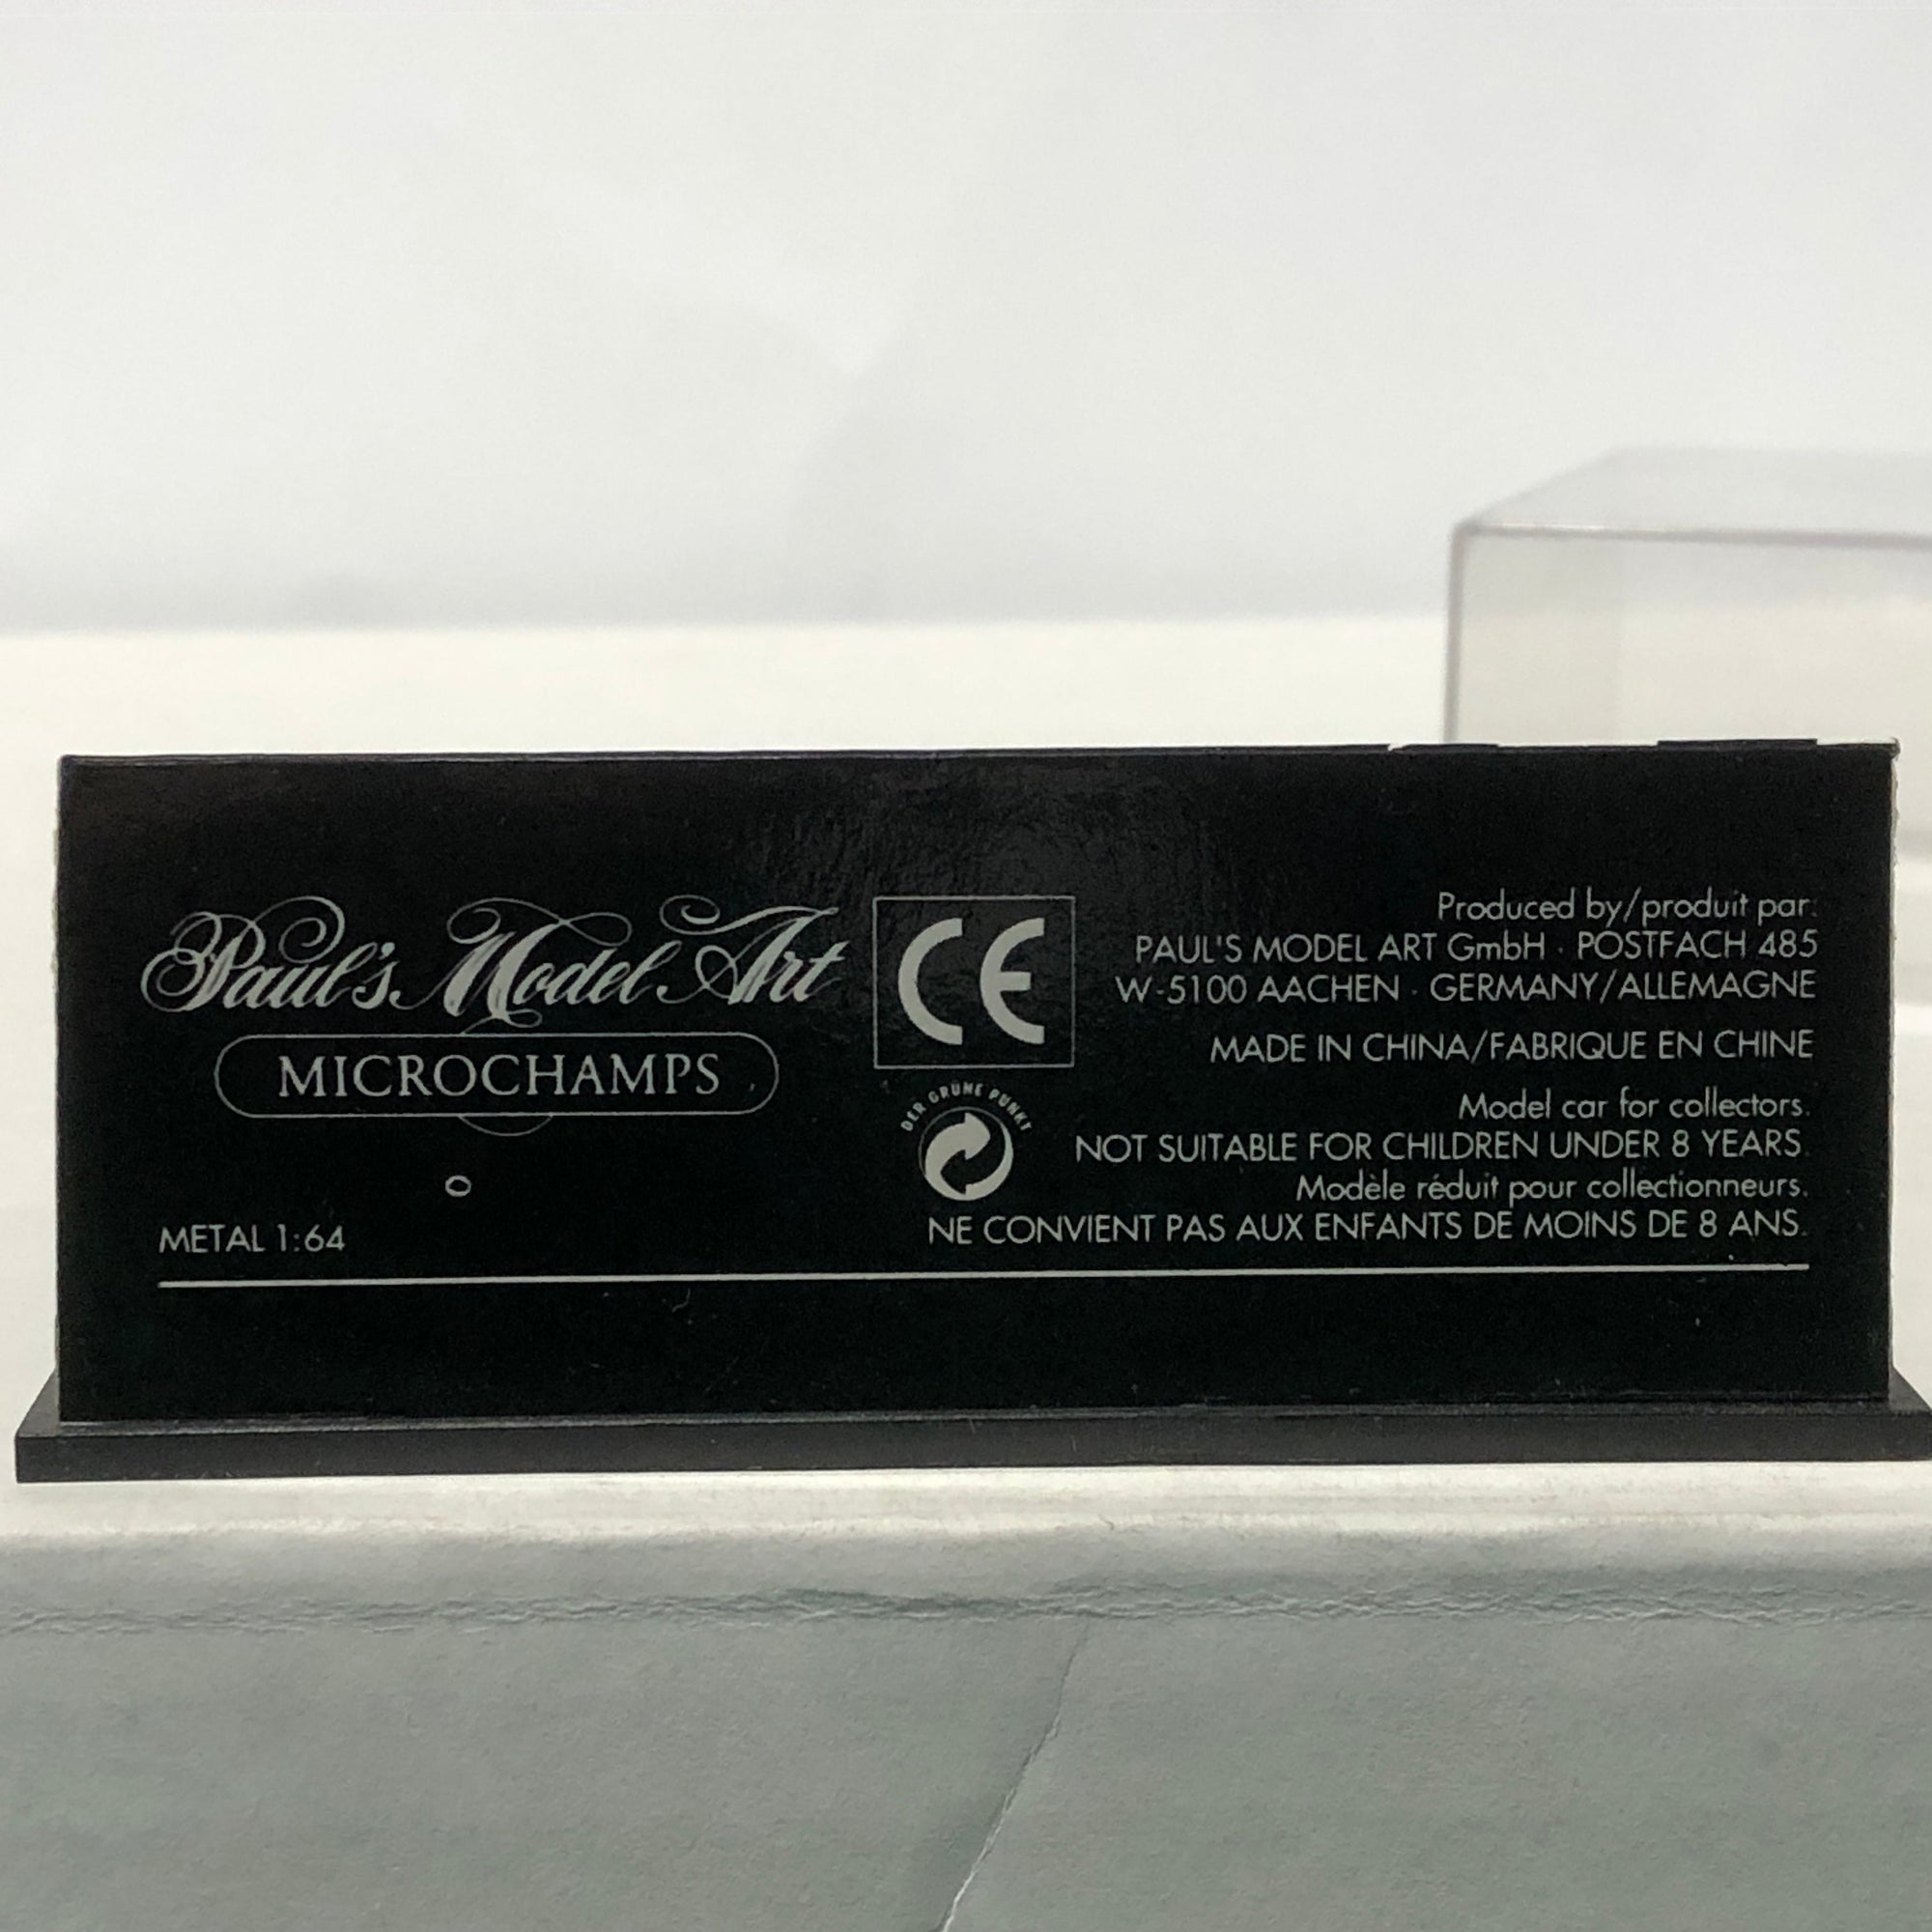 Paul's Model Art
MICROCHAMPS
0
METAL 1:64
CE
DER GRÜNE PUNKT
Produced by/produit par:
PAUL'S MODEL ART GmbH · POSTFACH 485
W-5100 AACHEN · GERMANY/ALLEMAGNE
MADE IN CHINA/FABRIQUE EN CHINE
Model car for collectors.
NOT SUITABLE FOR CHILDREN UNDER 8 YEARS.
Modèle réduit pour collectionneurs.
NE CONVIENT PAS AUX ENFANTS DE MOINS DE 8 ANS.